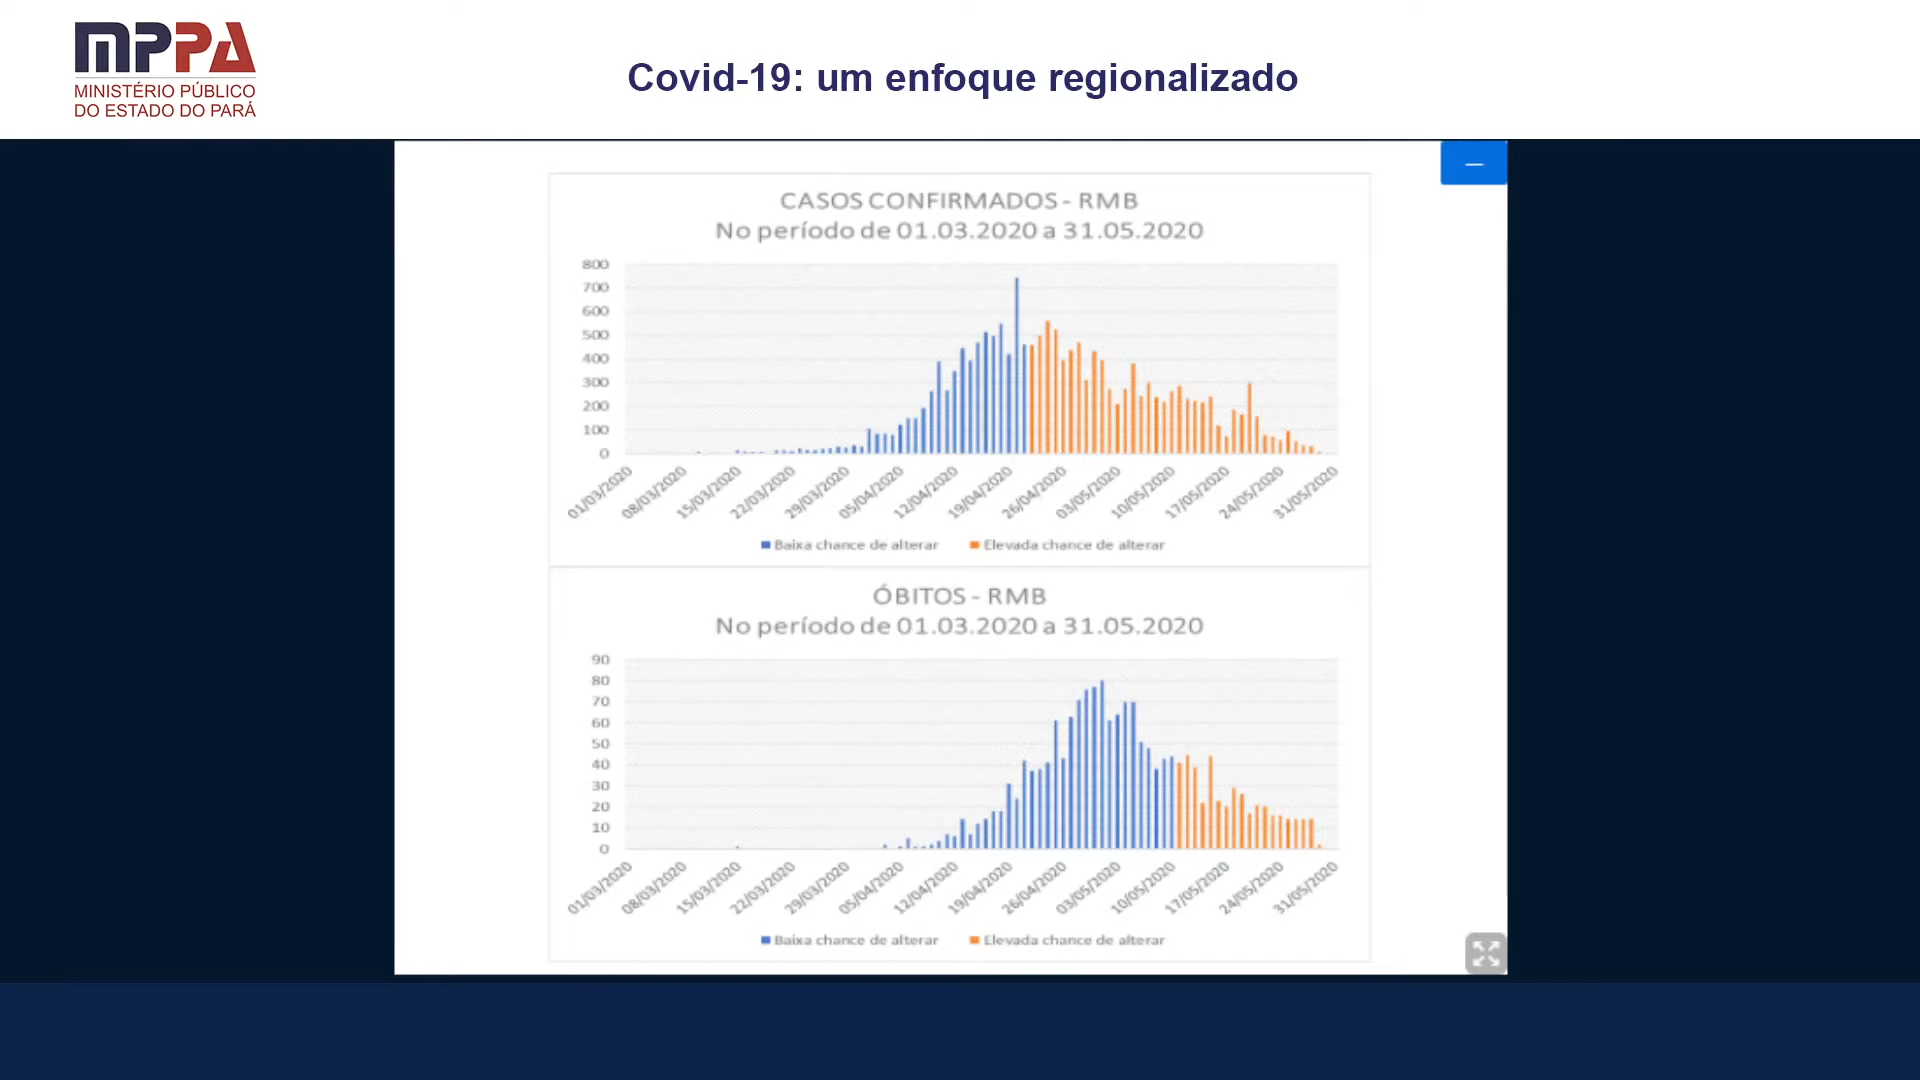 MPPA
MINISTÉRIO PÚBLICO
DO ESTADO DO PARÁ
Covid-19: um enfoque regionalizado
CASOS CONFIRMADOS - RMB
No período de 01.03.2020 a 31.05.2020
800
700
600
500
400
300
200
100
0
01/03/2020 08/03/2020 15/03/2020 22/03/2020 29/03/2020 05/04/2020 12/04/2020 19/04/2020 26/04/2020 03/05/2020 10/05/2020 17/05/2020 24/05/2020 31/05/2020
Baixa chance de alterar Elevada chance de alterar
ÓBITOS - RMB
No período de 01.03.2020 a 31.05.2020
90
80
70
60
50
40
30
20
10
0
01/03/2020 08/03/2020 15/03/2020 22/03/2020 29/03/2020 05/04/2020 12/04/2020 19/04/2020 26/04/2020 03/05/2020 10/05/2020 17/05/2020 24/05/2020 31/05/2020
Baixa chance de alterar Elevada chance de alterar